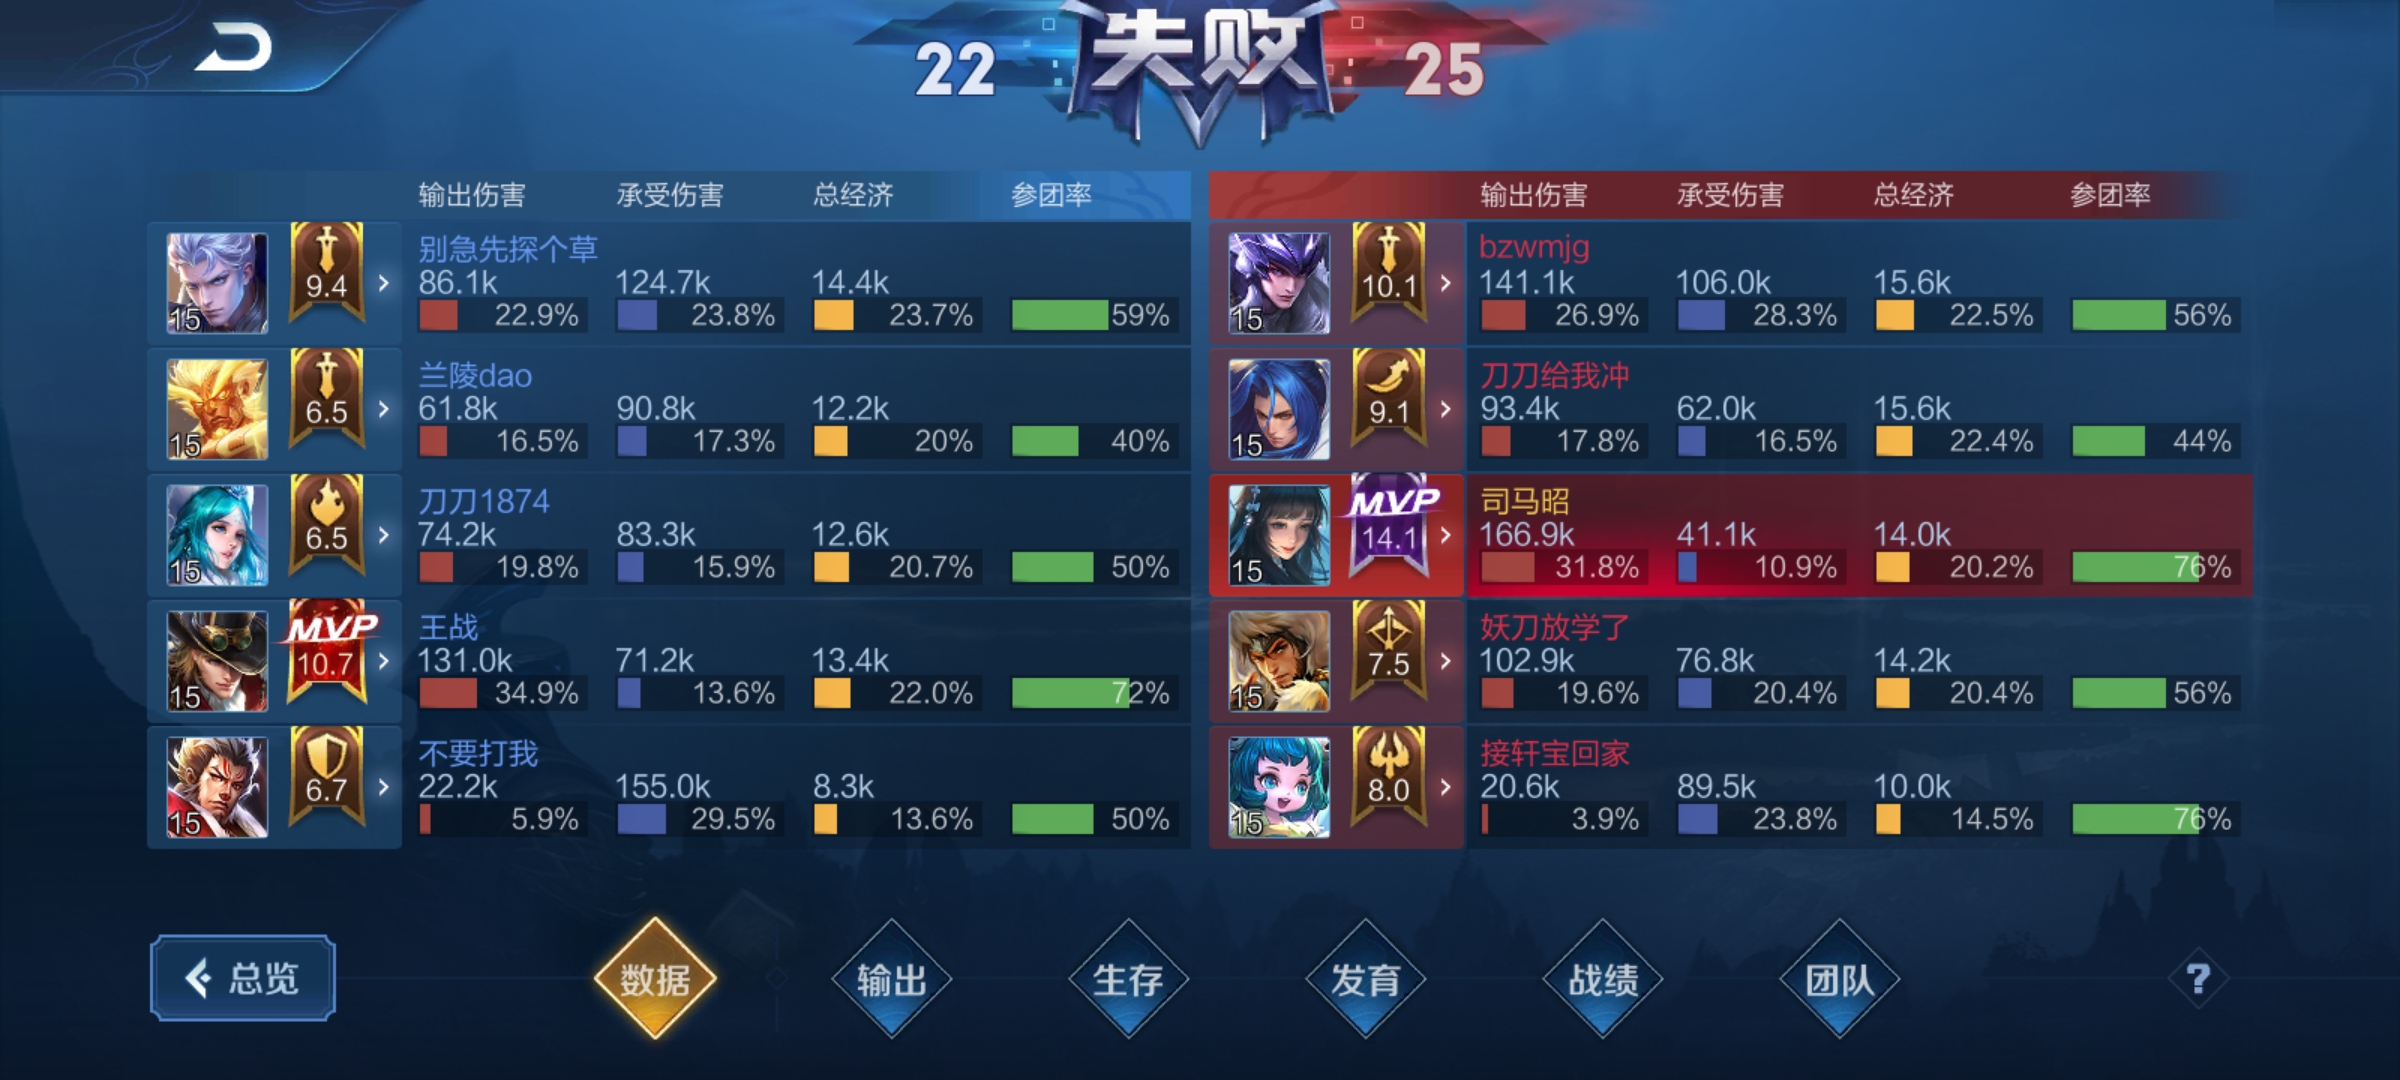 22 失败 25
输出伤害 承受伤害 总经济 参团率
输出伤害 承受伤害 总经济 参团率
15 9.4 别急先探个草
86.1k 124.7k 14.4k
22.9% 23.8% 23.7% 59%
15 6.5 兰陵dao
61.8k 90.8k 12.2k
16.5% 17.3% 20% 40%
15 6.5 刀刀1874
74.2k 83.3k 12.6k
19.8% 15.9% 20.7% 50%
15 MVP 10.7 王战
131.0k 71.2k 13.4k
34.9% 13.6% 22.0% 72%
15 6.7 不要打我
22.2k 155.0k 8.3k
5.9% 29.5% 13.6% 50%
15 10.1 bzwmjg
141.1k 106.0k 15.6k
26.9% 28.3% 22.5% 56%
15 9.1 刀刀给我冲
93.4k 62.0k 15.6k
17.8% 16.5% 22.4% 44%
15 MVP 14.1 司马昭
166.9k 41.1k 14.0k
31.8% 10.9% 20.2% 76%
15 7.5 妖刀放学了
102.9k 76.8k 14.2k
19.6% 20.4% 20.4% 56%
15 8.0 接轩宝回家
20.6k 89.5k 10.0k
3.9% 23.8% 14.5% 76%
总览 数据 输出 生存 发育 战绩 团队 ?